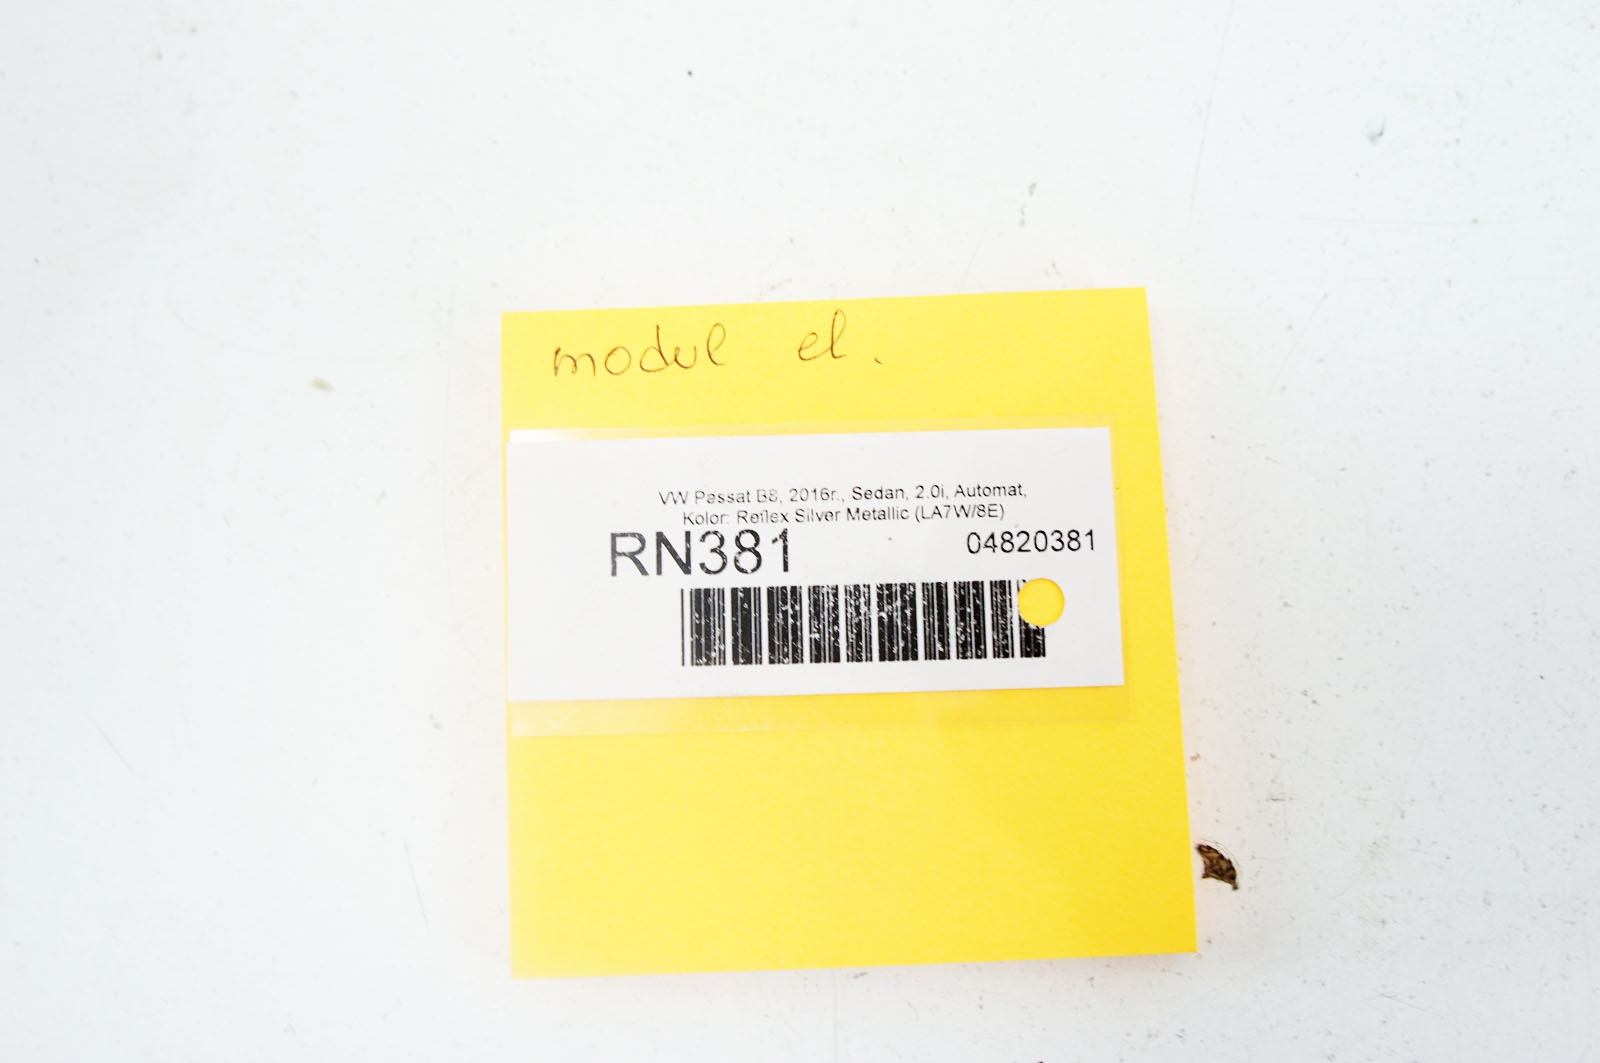 modul el.
VW Passat B8, 2016r., Sedan, 2.0i, Automat,
Kolor: Reflex Silver Metallic (LA7W/8E)
RN381 04820381